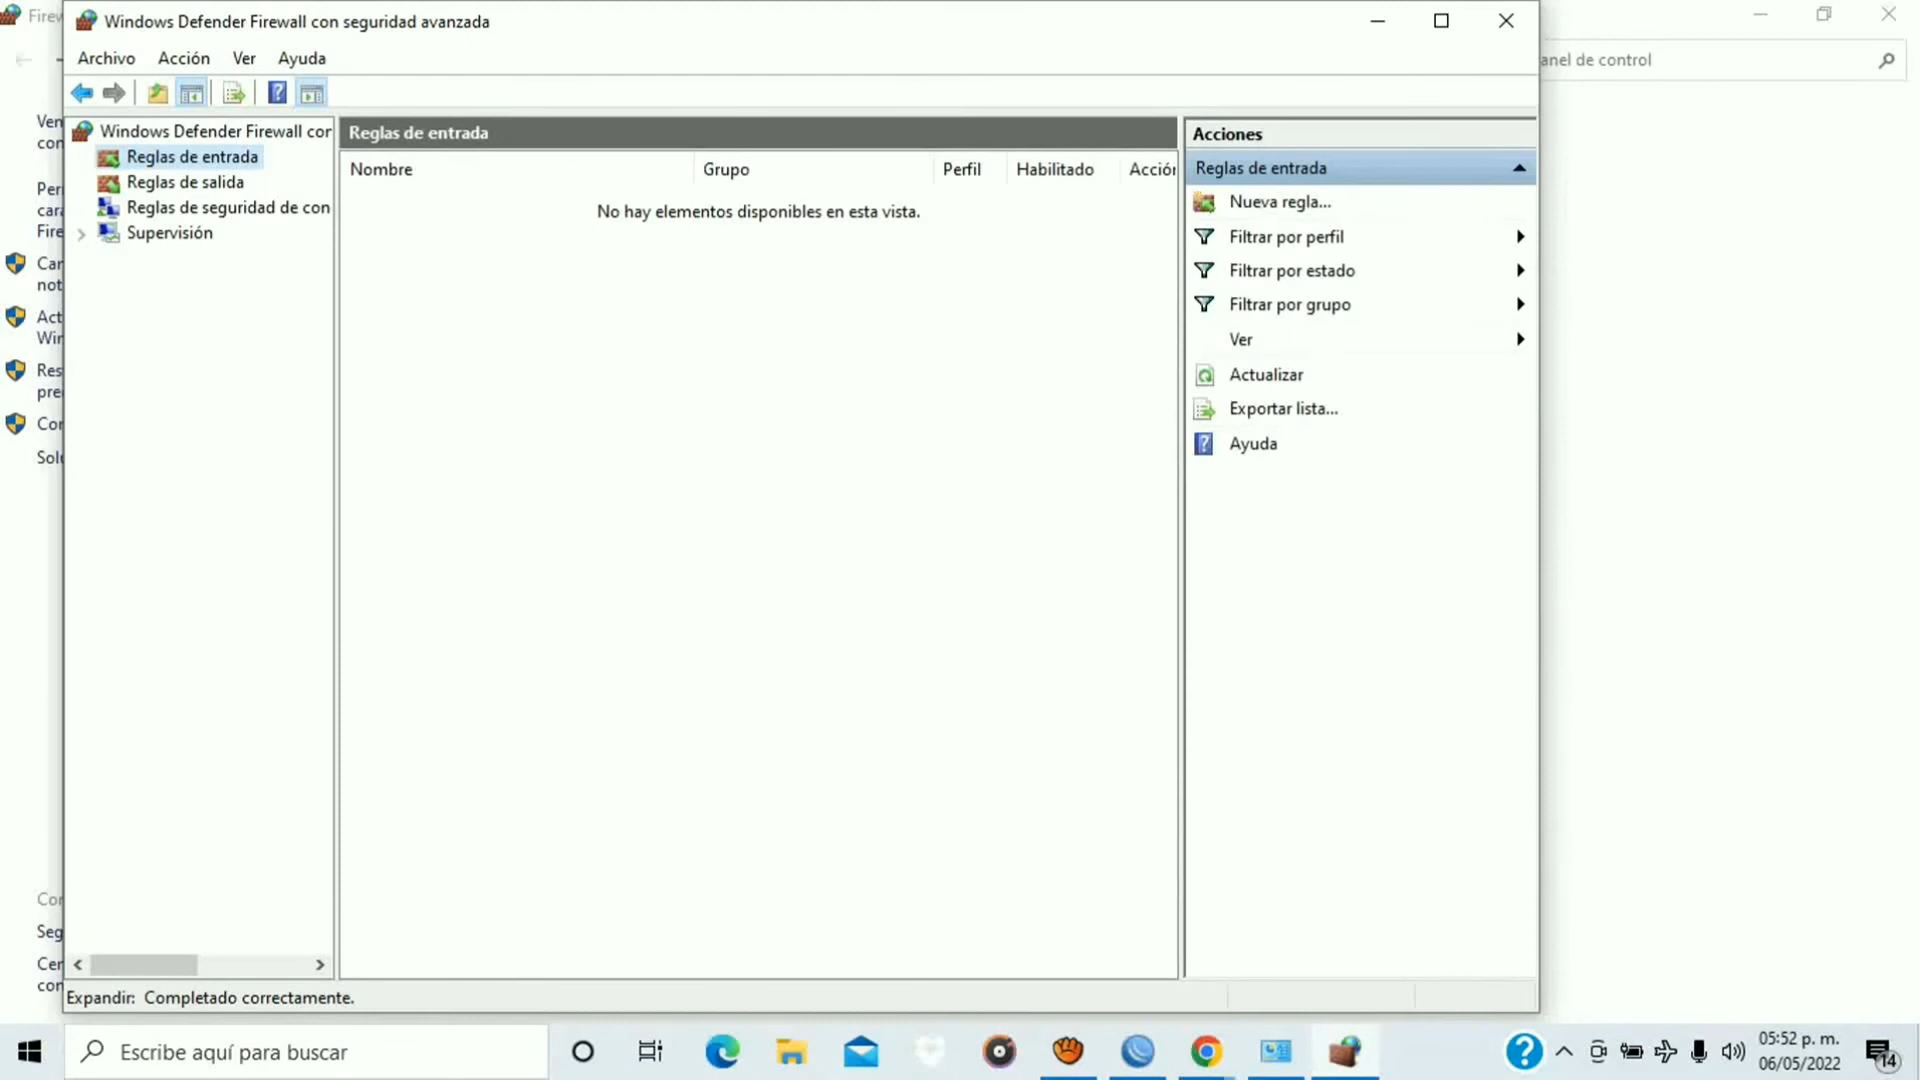 Windows Defender Firewall con seguridad avanzada
Archivo Acción Ver Ayuda
anel de control
Windows Defender Firewall con
Reglas de entrada
Reglas de salida
Reglas de seguridad de con
Supervisión
Reglas de entrada
Nombre Grupo Perfil Habilitado Acción
No hay elementos disponibles en esta vista.
Acciones
Reglas de entrada
Nueva regla...
Filtrar por perfil
Filtrar por estado
Filtrar por grupo
Ver
Actualizar
Exportar lista...
Ayuda
Expandir: Completado correctamente.
Escribe aquí para buscar
05:52 p. m.
06/05/2022
14